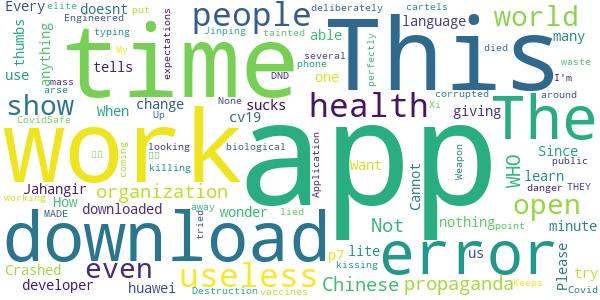 This
app
work
time
download
error
The
people
world
health
useless
open
show
even
Not
WHO
organization
propaganda
Chinese
Every
Engineered
doesnt
put
elite
typing
My
thumbs
use
anything
tells
expectations
Jinping
tainted
deliberately
cartels
language
able
phone
several
DND
one
perfectly
died
many
corrupted
Xi
waste
I'm
arse
mass
change
sucks
None
Up
When
CovidSafe
cv19
biological
looking
killing
coming
giving
around
Since
public
learn
danger
THEY
minute
Jahangir
How
working
MADE
downloaded
Crashed
developer
huawei
tried
away
wonder
lied
Destruction
vaccines
Application
Want
Cannot
Weapon
nothing
point
lite
p7
kissing
us
Please
try
Keeps
Covid